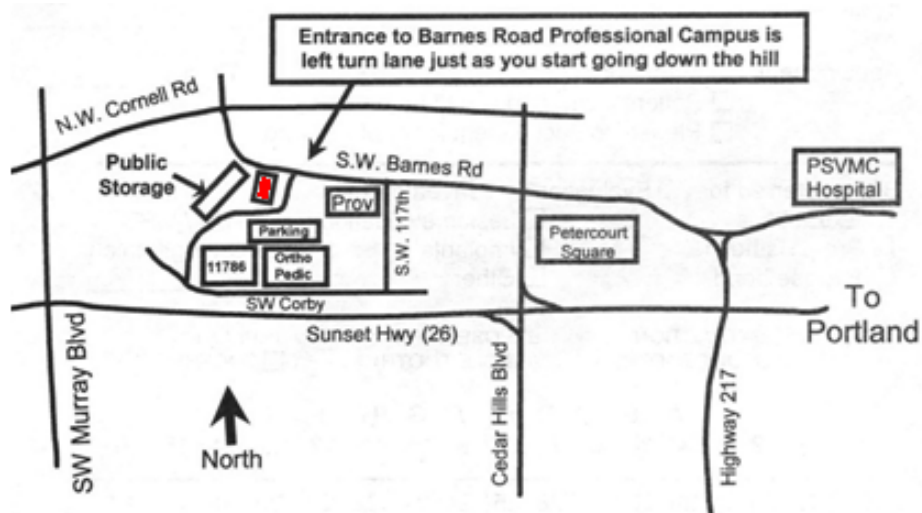 Entrance to Barnes Road Professional Campus is
left turn lane just as you start going down the hill
N.W. Cornell Rd
Public
Storage
S.W. Barnes Rd
PSVMC
Hospital
Prov
S.W. 117th
Parking
Petercourt
Square
11786
Ortho
Pedic
SW Corby
Sunset Hwy (26)
To
Portland
SW Murray Blvd
North
Cedar Hills Blvd
Highway 217